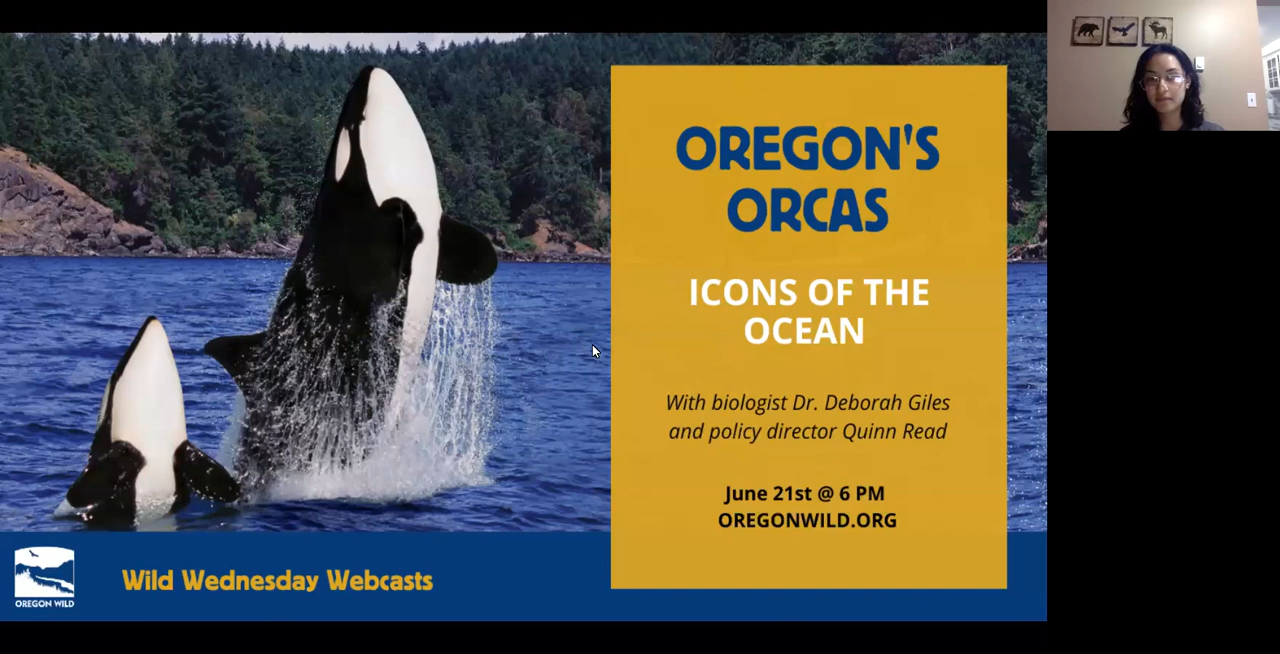 OREGON'S
ORCAS
ICONS OF THE
OCEAN
With biologist Dr. Deborah Giles
and policy director Quinn Read
June 21st @ 6 PM
OREGONWILD.ORG
OREGON WILD
Wild Wednesday Webcasts